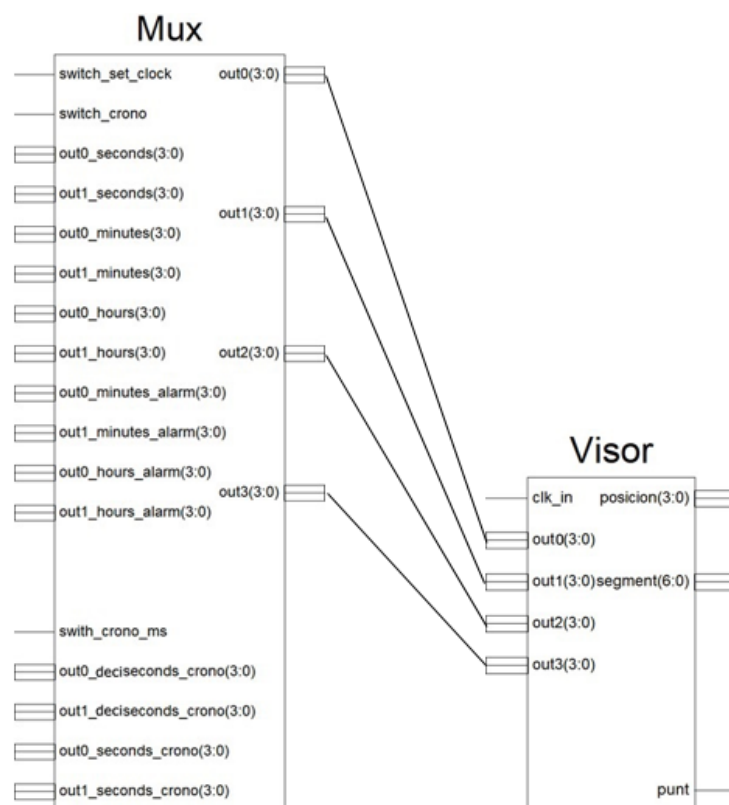 Mux
switch_set_clock out0(3:0)
switch_crono
out0_seconds(3:0)
out1_seconds(3:0)
out1(3:0)
out0_minutes(3:0)
out1_minutes(3:0)
out0_hours(3:0)
out1_hours(3:0) out2(3:0)
out0_minutes_alarm(3:0)
out1_minutes_alarm(3:0)
out0_hours_alarm(3:0)
out3(3:0)
out1_hours_alarm(3:0)
swith_crono_ms
out0_deciseconds_crono(3:0)
out1_deciseconds_crono(3:0)
out0_seconds_crono(3:0)
out1_seconds_crono(3:0)
Visor
clk_in posicion(3:0)
out0(3:0)
out1(3:0) segment(6:0)
out2(3:0)
out3(3:0)
punt